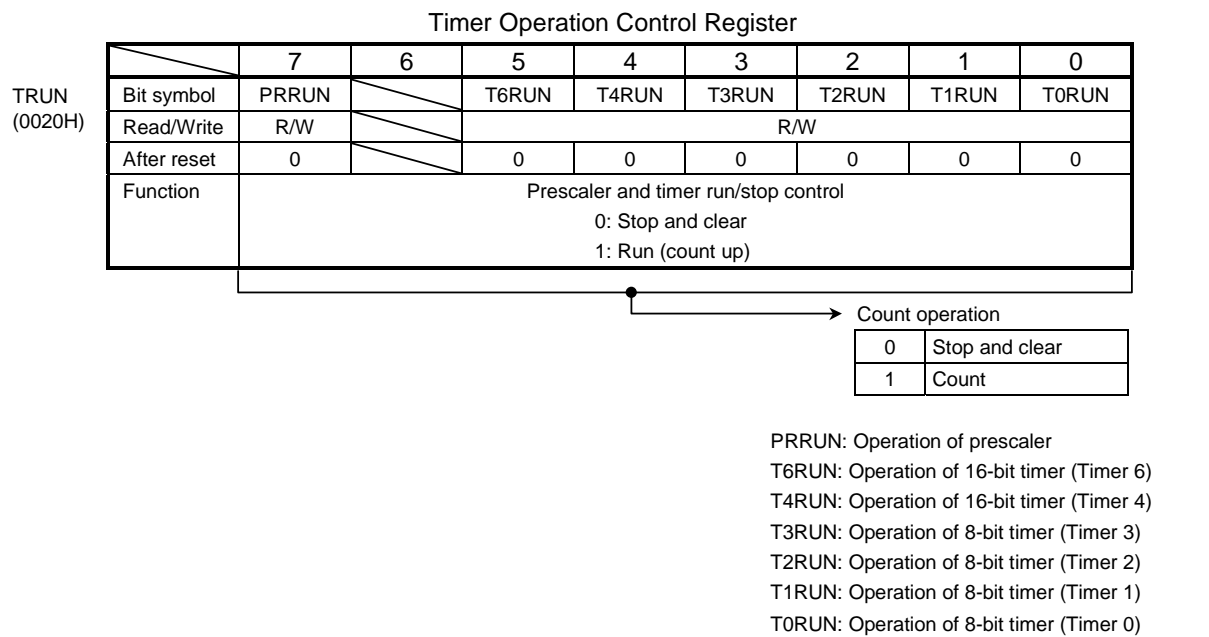 Timer Operation Control Register
7 6 5 4 3 2 1 0
TRUN
(0020H)
Bit symbol PRRUN T6RUN T4RUN T3RUN T2RUN T1RUN T0RUN
Read/Write R/W R/W
After reset 0 0 0 0 0 0 0
Function Prescaler and timer run/stop control
0: Stop and clear
1: Run (count up)
Count operation
0 Stop and clear
1 Count
PRRUN: Operation of prescaler
T6RUN: Operation of 16-bit timer (Timer 6)
T4RUN: Operation of 16-bit timer (Timer 4)
T3RUN: Operation of 8-bit timer (Timer 3)
T2RUN: Operation of 8-bit timer (Timer 2)
T1RUN: Operation of 8-bit timer (Timer 1)
T0RUN: Operation of 8-bit timer (Timer 0)